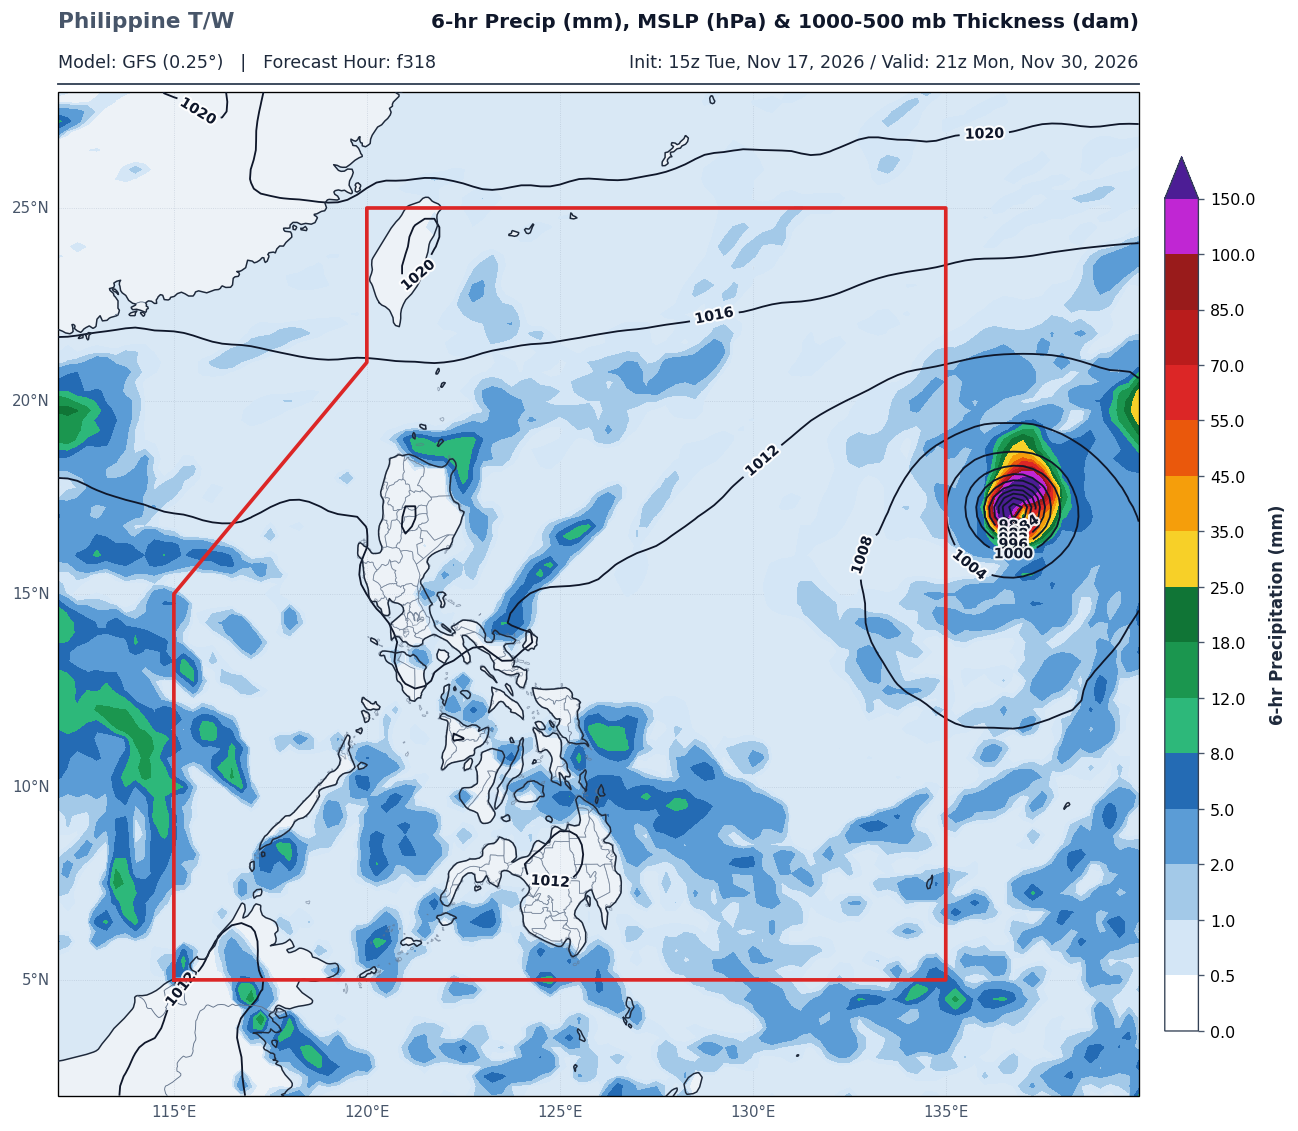 Philippine T/W
6-hr Precip (mm), MSLP (hPa) & 1000-500 mb Thickness (dam)
Model: GFS (0.25°) | Forecast Hour: f318
Init: 15z Tue, Nov 17, 2026 / Valid: 21z Mon, Nov 30, 2026
1020
1020
25°N
1020
1016
20°N
1012
1008
1004
996
1000
15°N
10°N
1012
5°N
1012
115°E
120°E
125°E
130°E
135°E
150.0
100.0
85.0
70.0
55.0
45.0
35.0
25.0
18.0
12.0
8.0
5.0
2.0
1.0
0.5
0.0
6-hr Precipitation (mm)